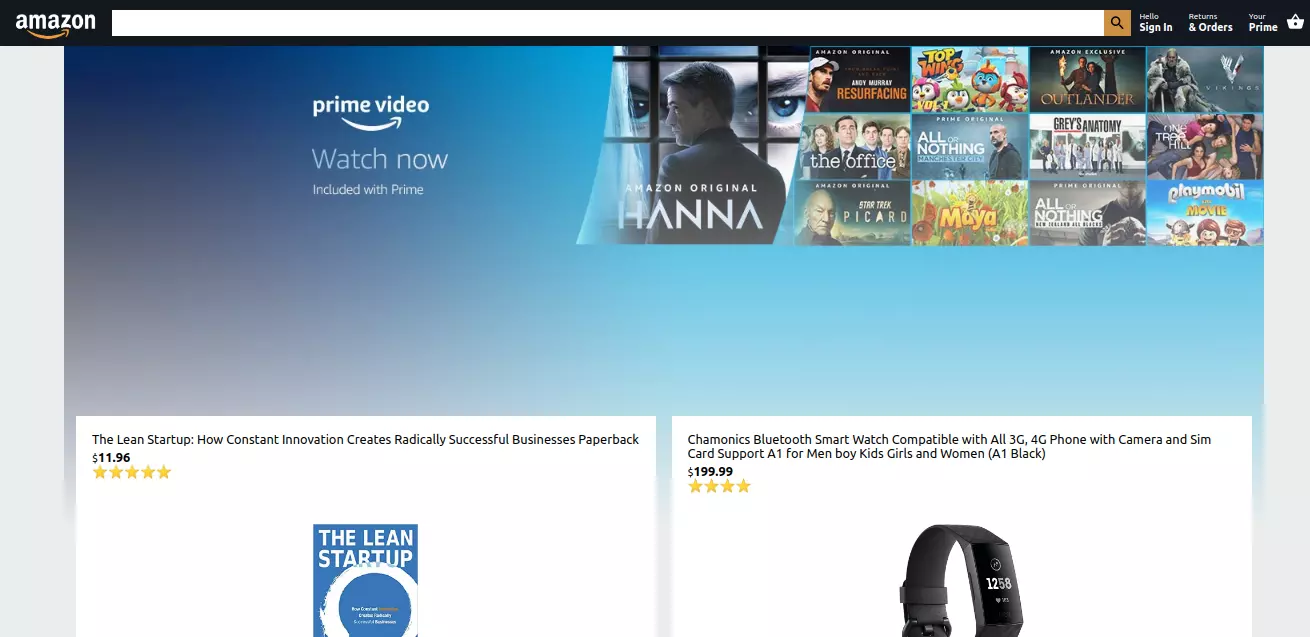 amazon
Hello
Sign In
Returns
& Orders
Your
Prime
prime video
Watch now
Included with Prime
AMAZON ORIGINAL
HANNA
AMAZON ORIGINAL
ANDY MURRAY
RESURFACING
TOP WING
VOL 1
AMAZON EXCLUSIVE
OUTLANDER
VIKINGS
the office
PRIME ORIGINAL
ALL OR
NOTHING
MANCHESTER CITY
GREY'S ANATOMY
ONE
TREE
HILL
AMAZON ORIGINAL
STAR TREK
PICARD
Maya
PRIME ORIGINAL
ALL OR
NOTHING
NEW ZEALAND ALL BLACKS
playmobil
MOVIE
The Lean Startup: How Constant Innovation Creates Radically Successful Businesses Paperback
$11.96
Chamonics Bluetooth Smart Watch Compatible with All 3G, 4G Phone with Camera and Sim
Card Support A1 for Men boy Kids Girls and Women (A1 Black)
$199.99
THE LEAN
STARTUP
How Constant Innovation
Creates Radically
Successful Businesses
1258